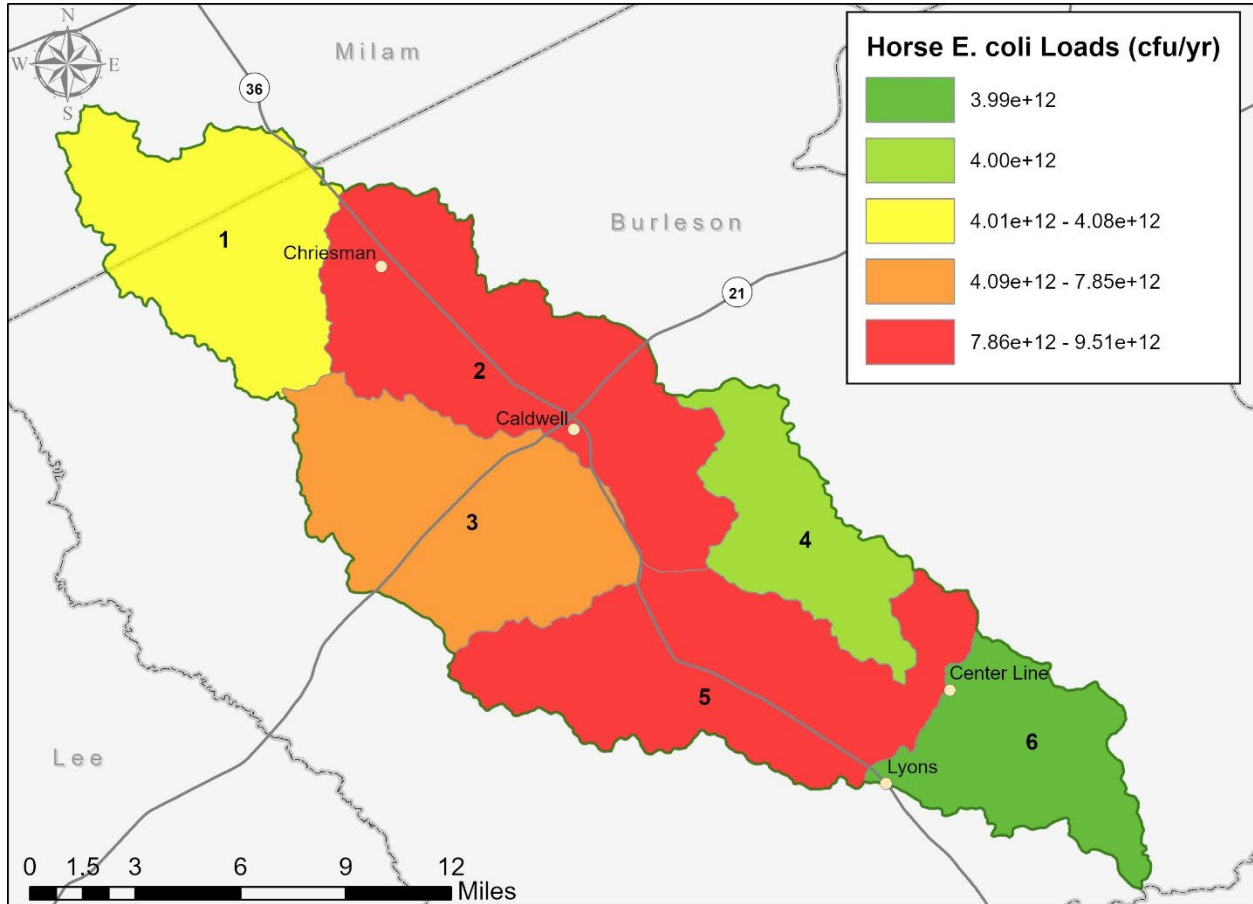 N
W E
S
Milam
36
Horse E. coli Loads (cfu/yr)
3.99e+12
4.00e+12
4.01e+12 - 4.08e+12
4.09e+12 - 7.85e+12
7.86e+12 - 9.51e+12
1
Burleson
Chriesman
21
2
Caldwell
3
4
Center Line
5
6
Lee
Lyons
0 1.5 3 6 9 12
Miles